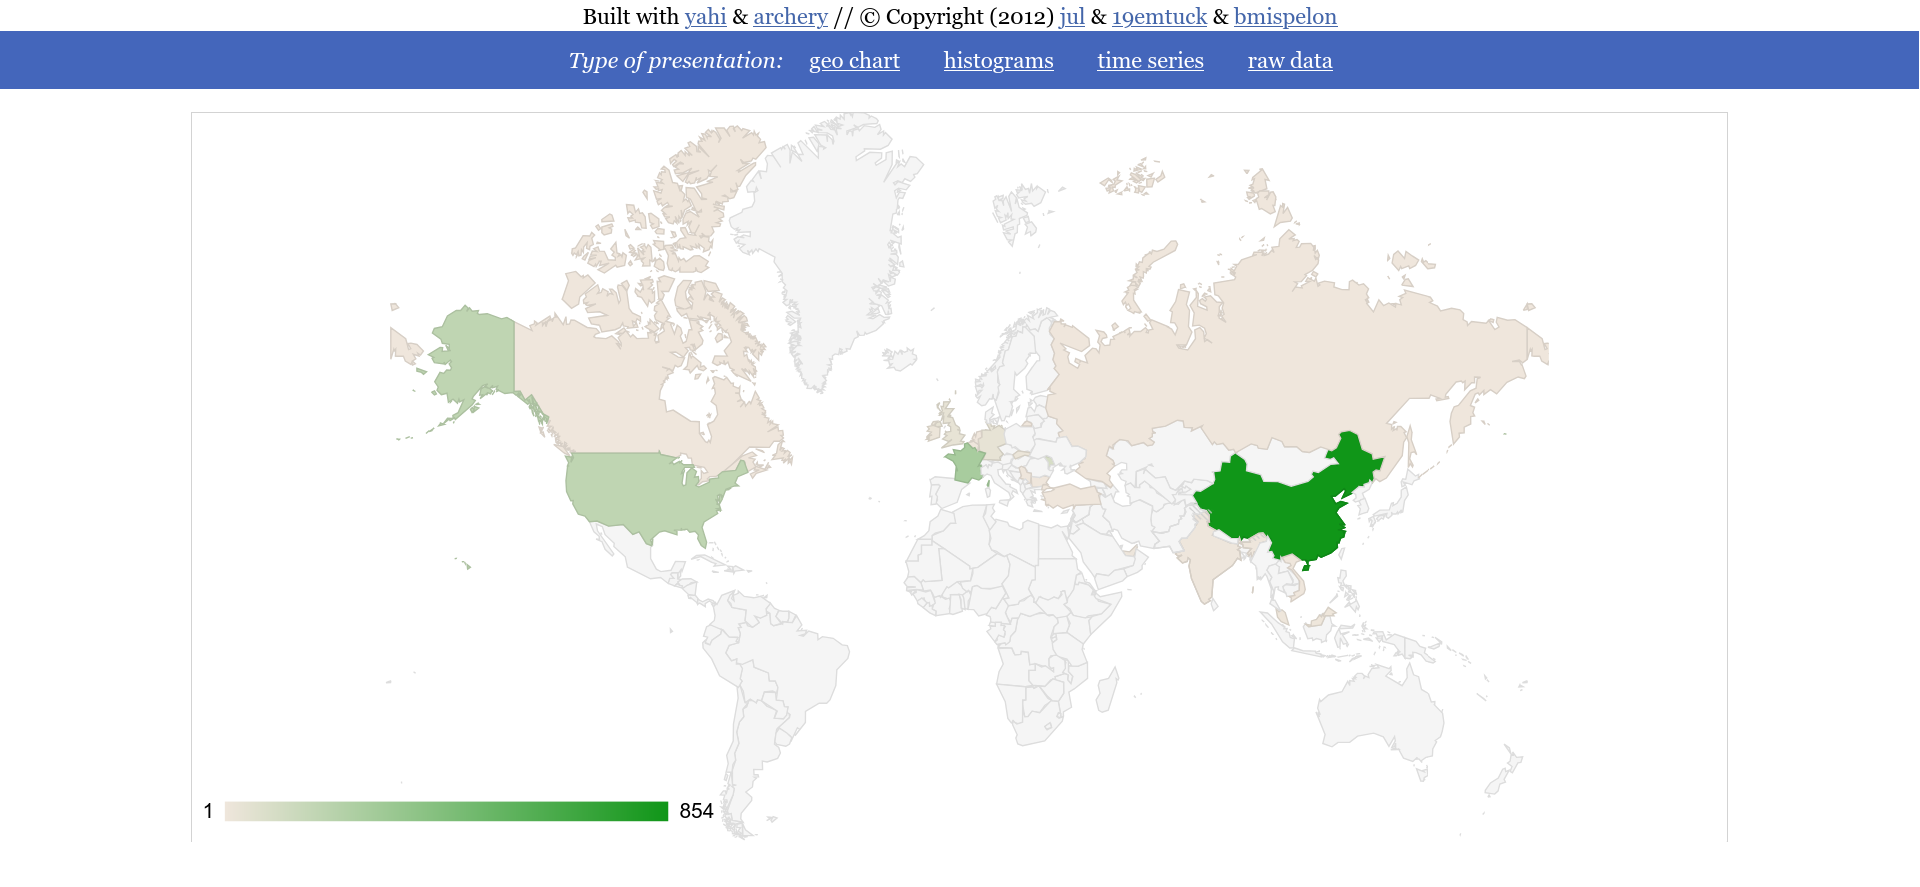 Built with yahi & archery // © Copyright (2012) jul & 19emtuck & bmispelon
Type of presentation: geo chart histograms time series raw data
1 854